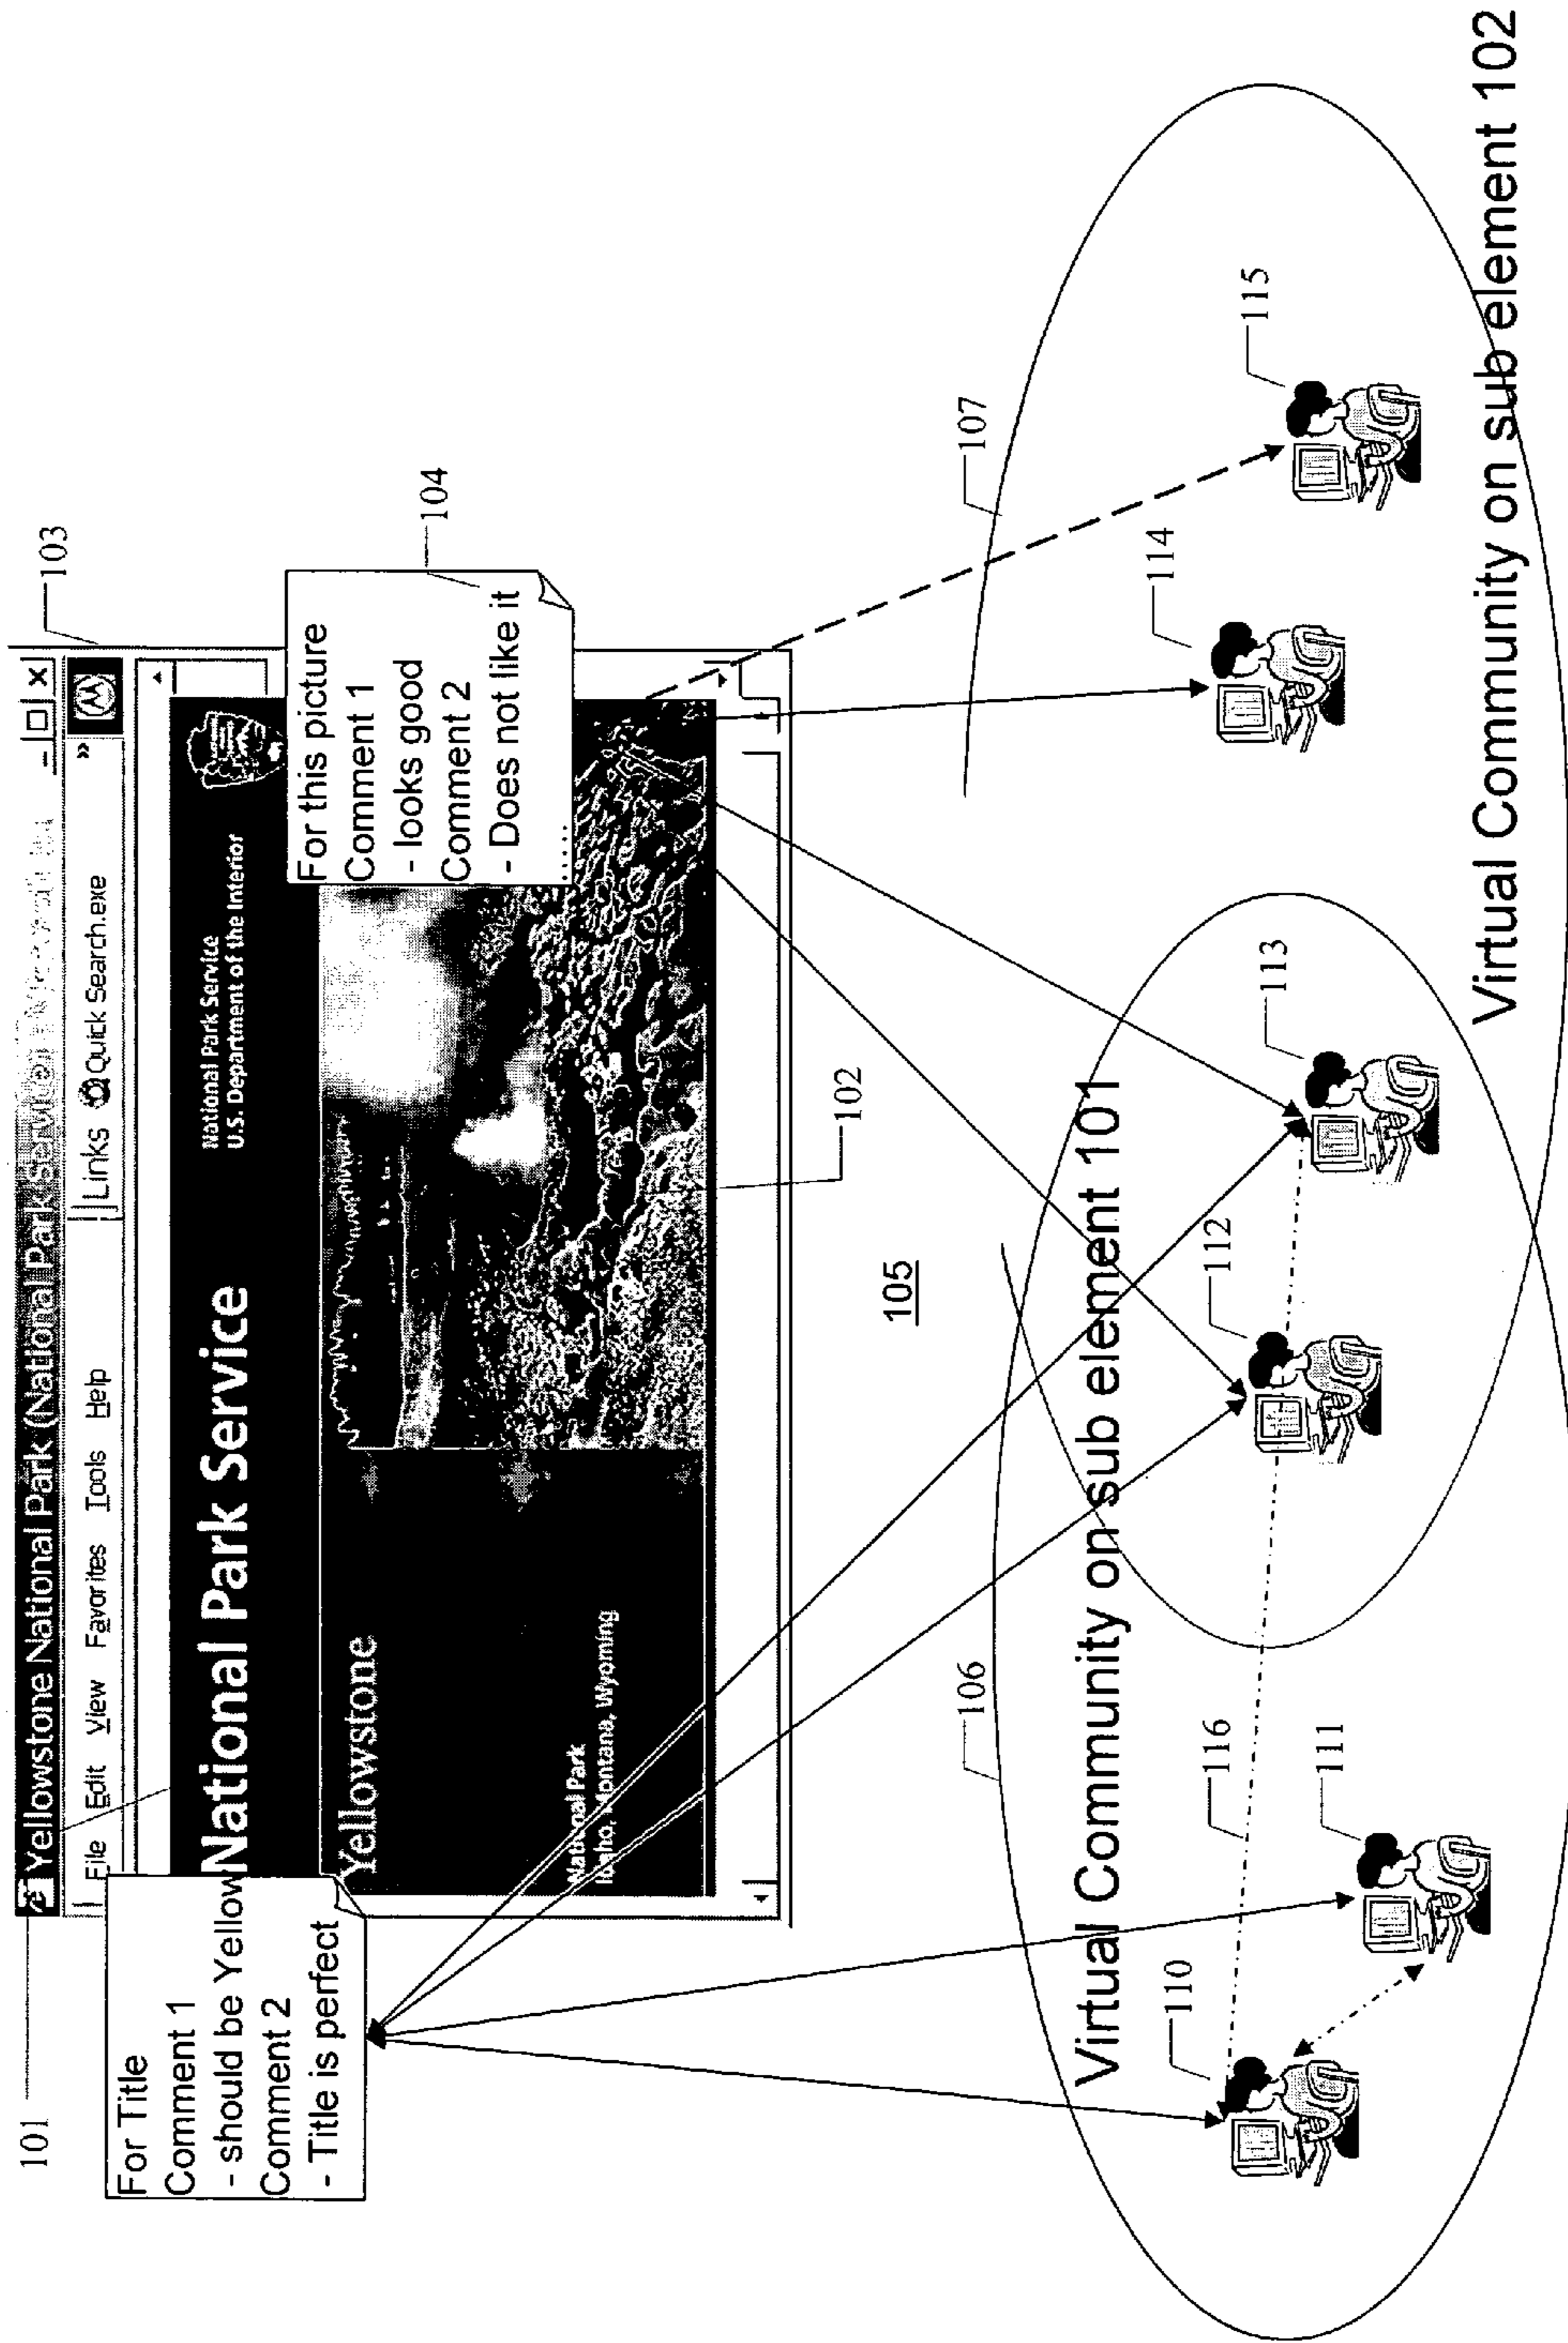 Yellowstone National Park (National Park Service)
103
File Edit View Favorites Tools Help
Links Quick Search.exe
»
101
For Title
Comment 1
- should be Yellow
Comment 2
- Title is perfect
National Park Service
National Park Service
U.S. Department of the Interior
For this picture
Comment 1
- looks good
Comment 2
- Does not like it
......
104
Yellowstone
National Park
Idaho, Montana, Wyoming
102
105
106
107
Virtual Community on sub element 101
110
116
111
112
113
114
115
Virtual Community on sub element 102